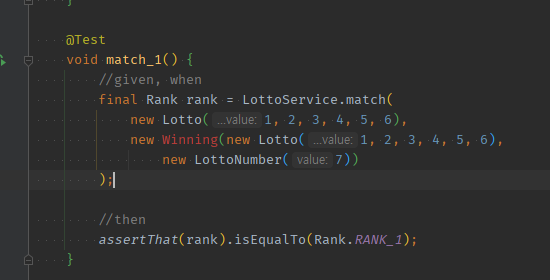 }
@Test
void match_1() {
//given, when
final Rank rank = LottoService.match(
new Lotto( ...value: 1, 2, 3, 4, 5, 6),
new Winning(new Lotto( ...value: 1, 2, 3, 4, 5, 6),
new LottoNumber( value: 7))
);
//then
assertThat(rank).isEqualTo(Rank.RANK_1);
}